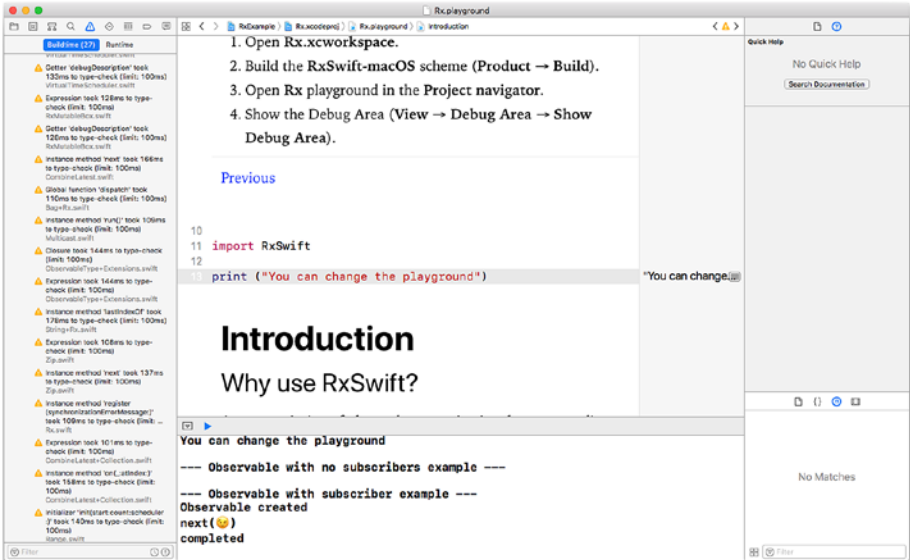 Rx.playground
RxExample
Rx.xcodeproj
Rx.playground
Introduction
Buildtime (27) Runtime
VirtualTimeScheduler.swift
Getter 'debugDescription' took
133ms to type-check (limit: 100ms)
VirtualTimeScheduler.swift
Expression took 128ms to type-
check (limit: 100ms)
RxMutableBox.swift
Getter 'debugDescription' took
128ms to type-check (limit: 100ms)
RxMutableBox.swift
Instance method 'next' took 166ms
to type-check (limit: 100ms)
CombineLatest.swift
Global function 'dispatch' took
110ms to type-check (limit: 100ms)
Bag+Rx.swift
Instance method 'run()' took 109ms
to type-check (limit: 100ms)
Multicast.swift
Closure took 144ms to type-check
(limit: 100ms)
ObservableType+Extensions.swift
Expression took 144ms to type-
check (limit: 100ms)
ObservableType+Extensions.swift
Instance method 'lastIndexOf' took
178ms to type-check (limit: 100ms)
String+Rx.swift
Expression took 108ms to type-
check (limit: 100ms)
Zip.swift
Instance method 'next' took 137ms
to type-check (limit: 100ms)
Zip.swift
Instance method 'register
(synchronizationErrorMessage:)'
took 109ms to type-check (limit: ...
Rx.swift
Expression took 101ms to type-
check (limit: 100ms)
CombineLatest+Collection.swift
Instance method 'on(_:atIndex:)'
took 158ms to type-check (limit:
100ms)
CombineLatest+Collection.swift
Initializer 'init(start:count:scheduler
:)' took 140ms to type-check (limit:
100ms)
Range.swift
Filter
1. Open Rx.xcworkspace.
2. Build the RxSwift-macOS scheme (Product → Build).
3. Open Rx playground in the Project navigator.
4. Show the Debug Area (View → Debug Area → Show
Debug Area).
Previous
10
11 import RxSwift
12
13 print ("You can change the playground")
"You can change.
Introduction
Why use RxSwift?
You can change the playground
--- Observable with no subscribers example ---
--- Observable with subscriber example ---
Observable created
next(😉)
completed
Quick Help
No Quick Help
Search Documentation
No Matches
Filter